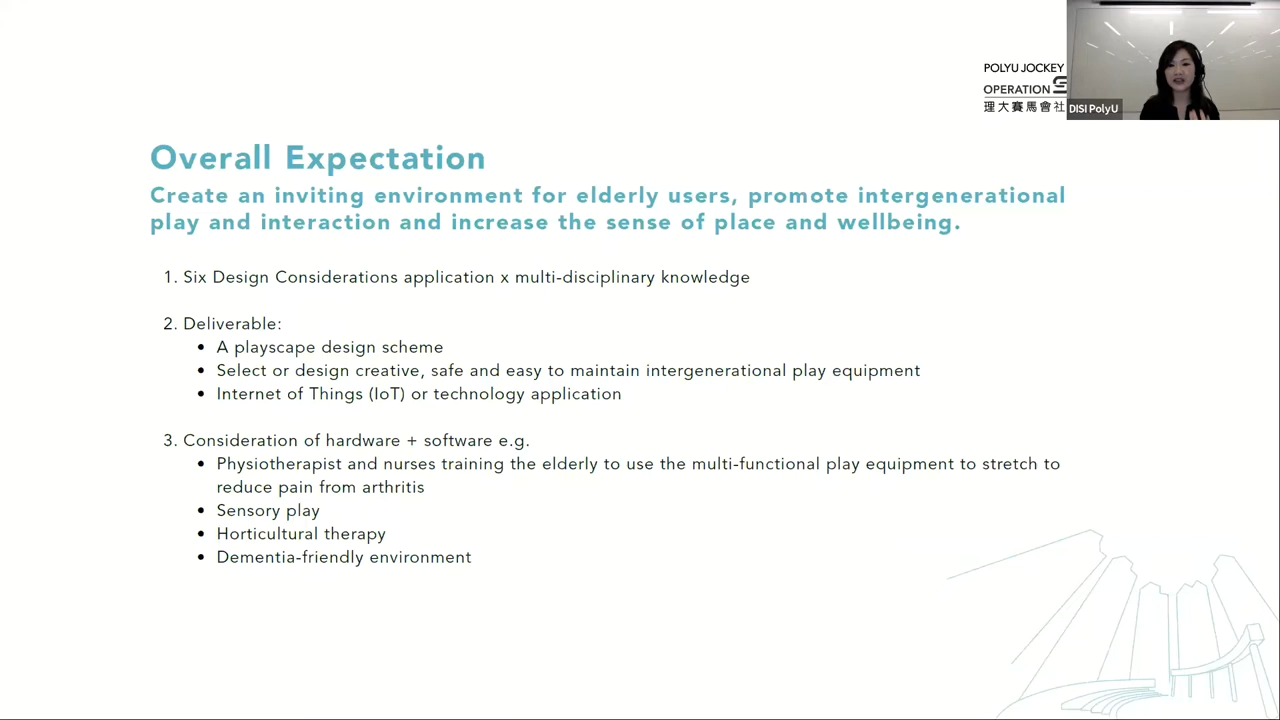 POLYU JOCKEY
OPERATION S
理大賽馬會社
DISI PolyU
Overall Expectation
Create an inviting environment for elderly users, promote intergenerational
play and interaction and increase the sense of place and wellbeing.
1. Six Design Considerations application x multi-disciplinary knowledge
2. Deliverable:
• A playscape design scheme
• Select or design creative, safe and easy to maintain intergenerational play equipment
• Internet of Things (IoT) or technology application
3. Consideration of hardware + software e.g.
• Physiotherapist and nurses training the elderly to use the multi-functional play equipment to stretch to
reduce pain from arthritis
• Sensory play
• Horticultural therapy
• Dementia-friendly environment